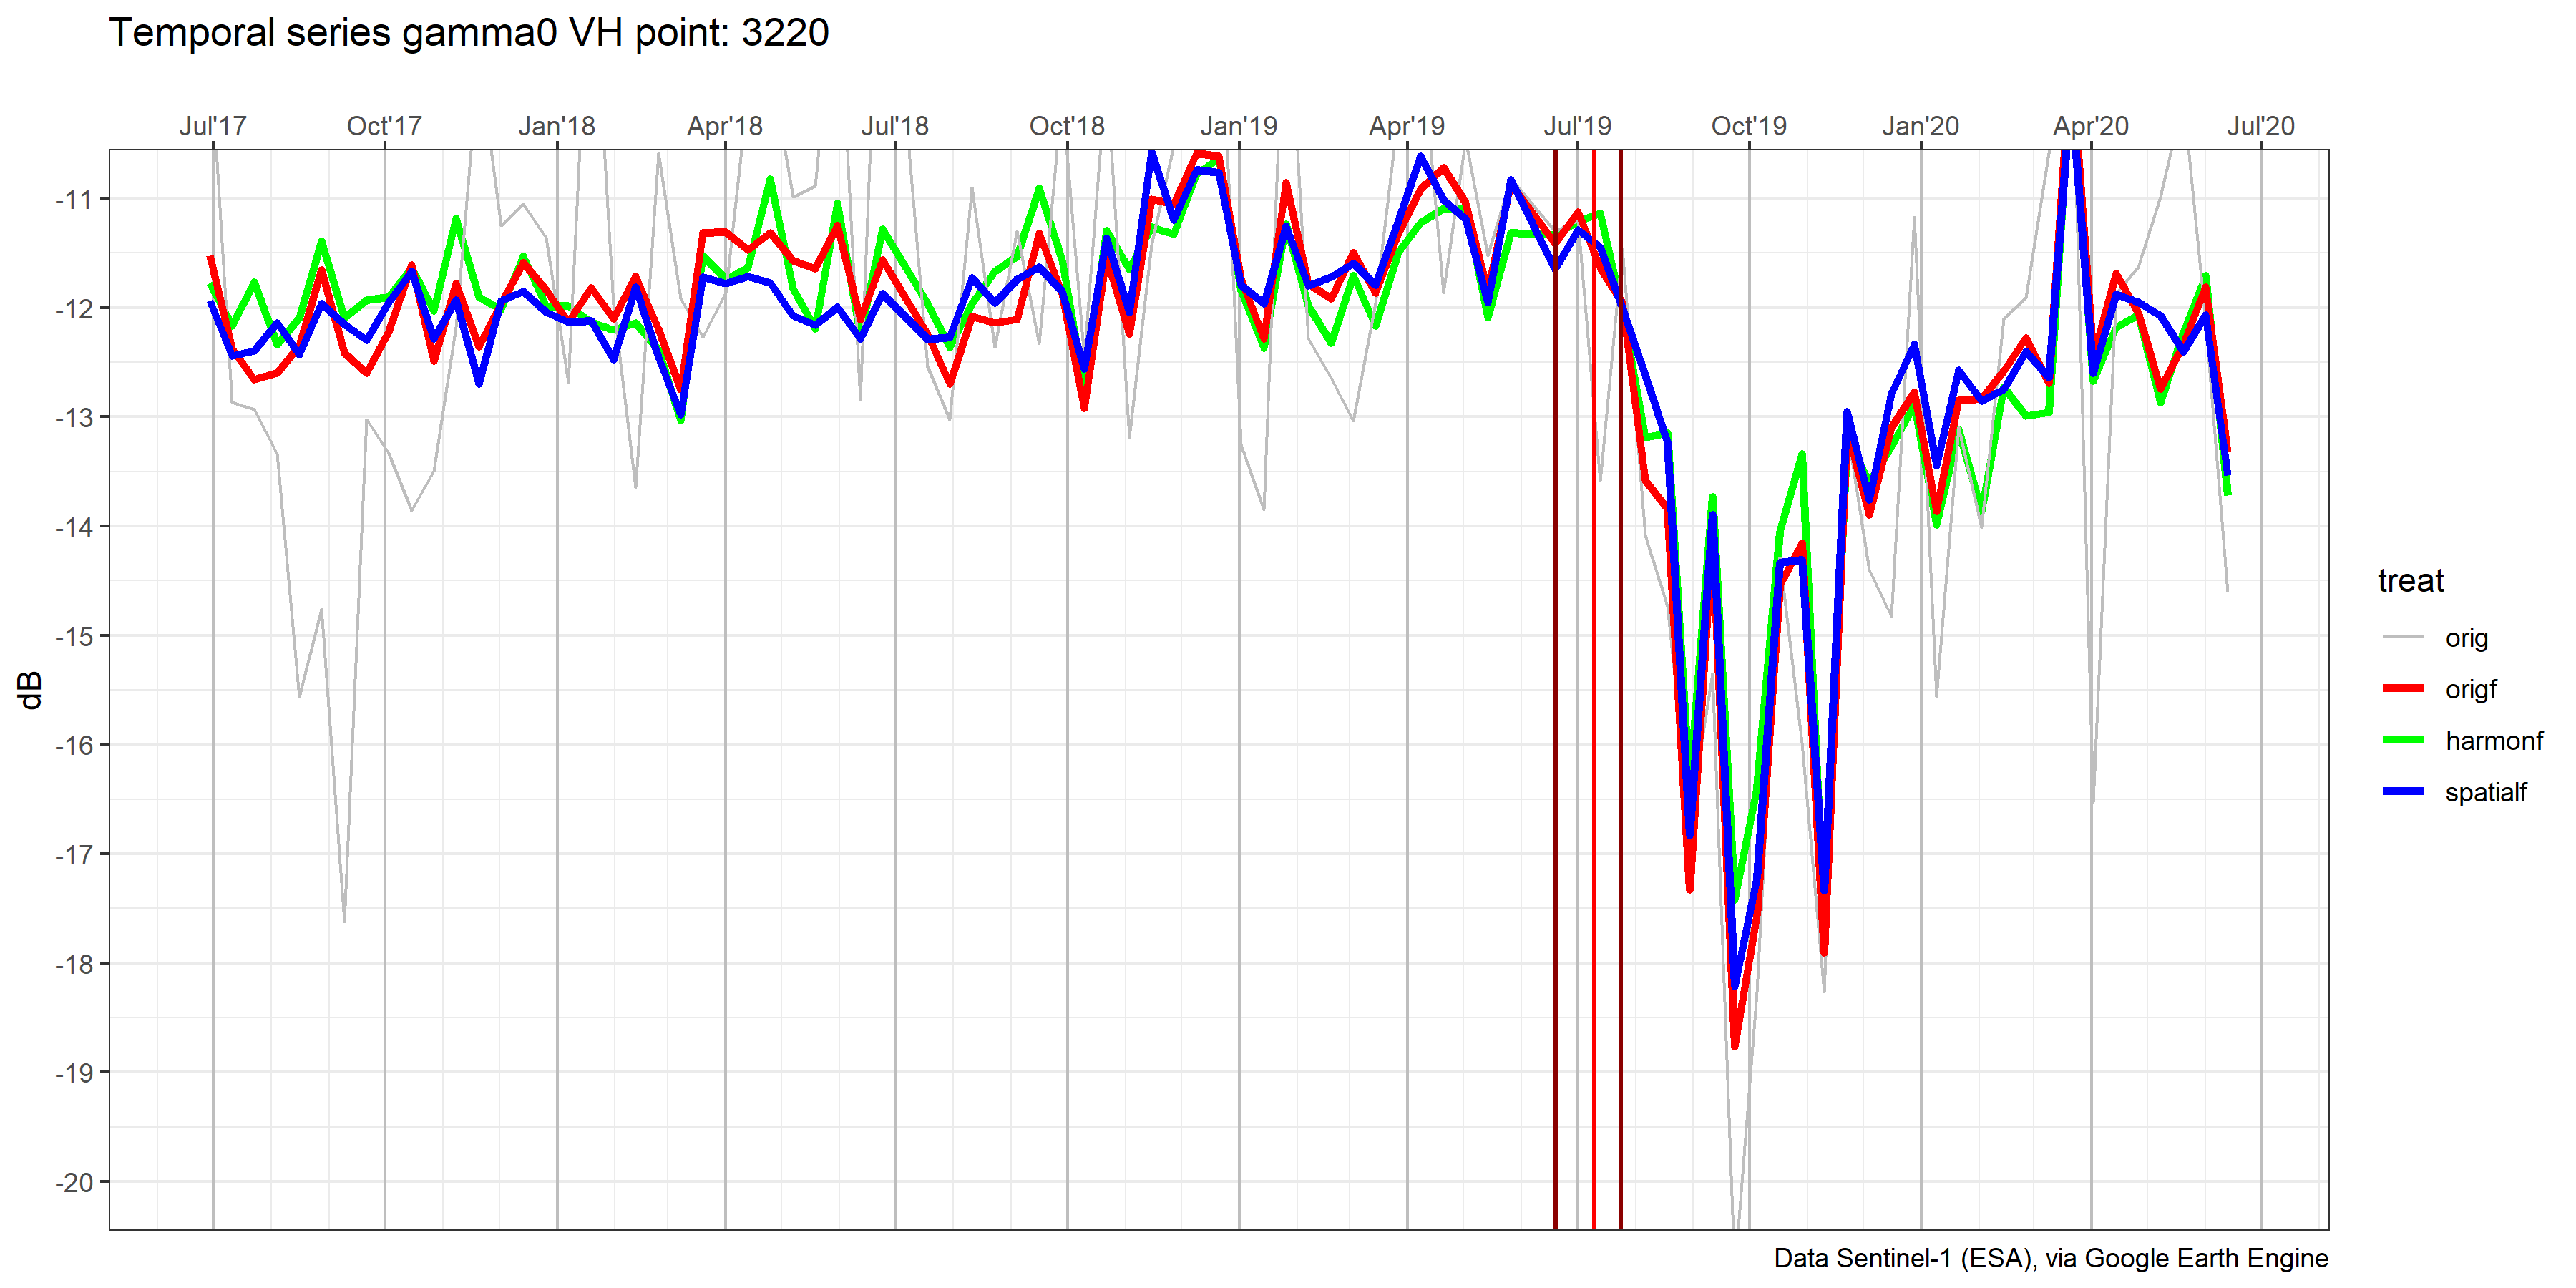 Temporal series gamma0 VH point: 3220
Jul'17 Oct'17 Jan'18 Apr'18 Jul'18 Oct'18 Jan'19 Apr'19 Jul'19 Oct'19 Jan'20 Apr'20 Jul'20
-11
-12
-13
-14
-15
-16
-17
-18
-19
-20
dB
treat
orig
origf
harmonf
spatialf
Data Sentinel-1 (ESA), via Google Earth Engine